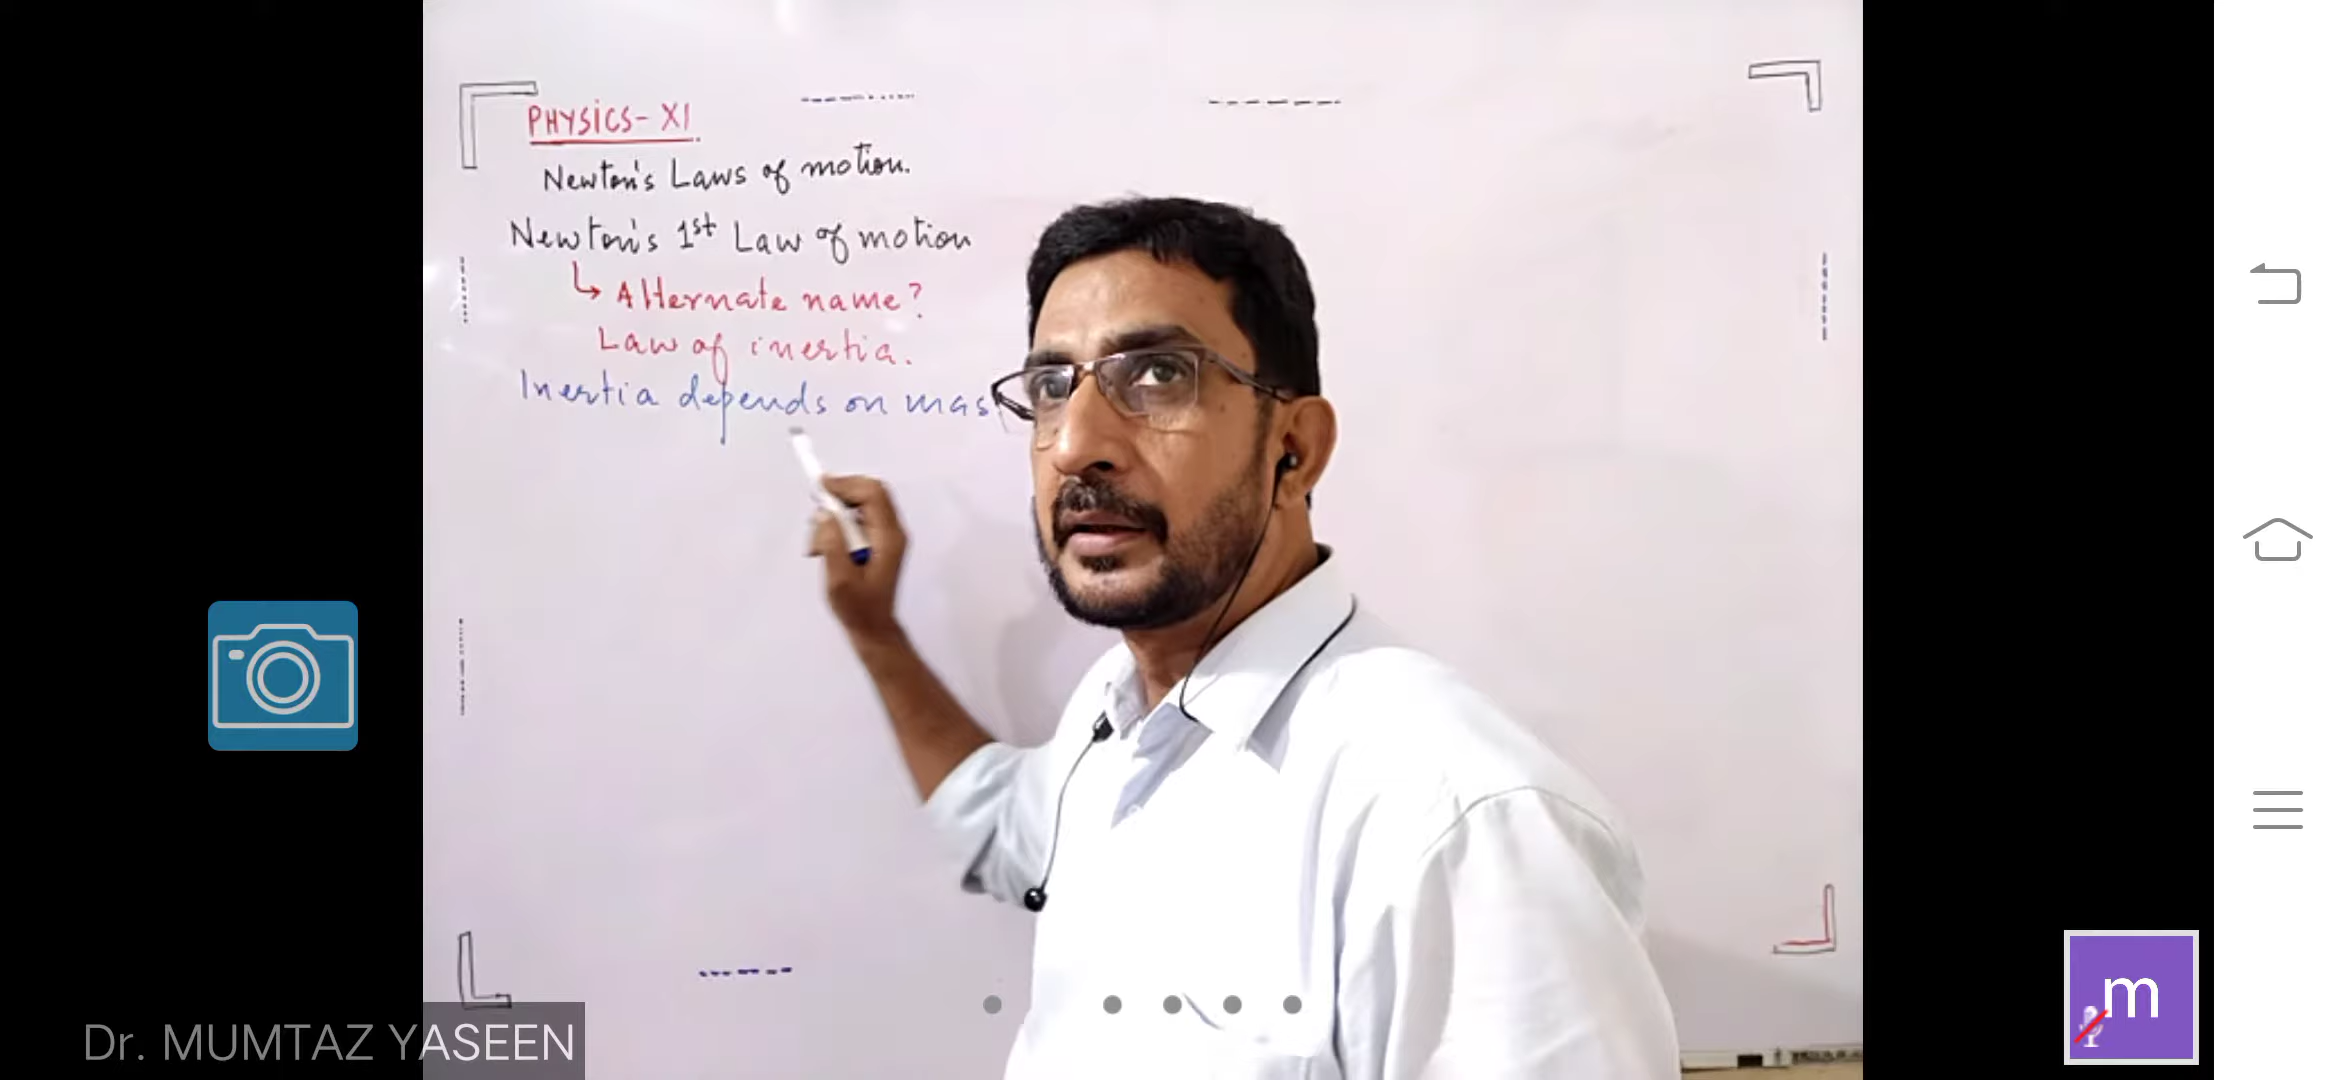 PHYSICS- XI
Newton's Laws of motion.
Newton's 1st Law of motion
↳ Alternate name?
Law of inertia.
Inertia depends on mas
Dr. MUMTAZ YASEEN
m